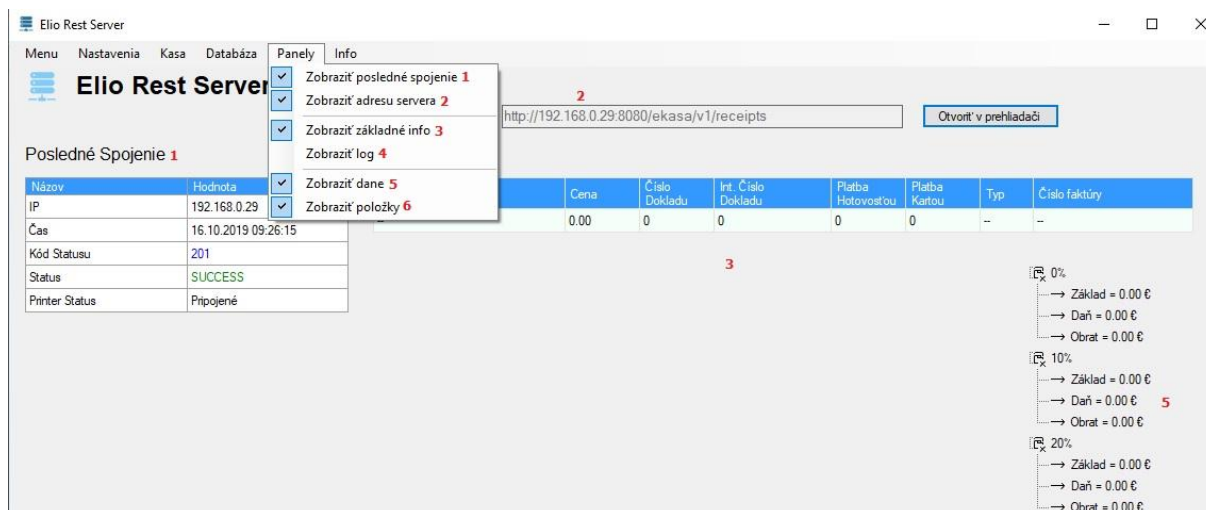 Elio Rest Server
Menu Nastavenia Kasa Databáza Panely Info
Elio Rest Server
Zobraziť posledné spojenie 1
Zobraziť adresu servera 2
Zobraziť základné info 3
Zobraziť log 4
Zobraziť dane 5
Zobraziť položky 6
2
http://192.168.0.29:8080/ekasa/v1/receipts
Otvoriť v prehliadači
Posledné Spojenie 1
Názov Hodnota
IP 192.168.0.29
Čas 16.10.2019 09:26:15
Kód Statusu 201
Status SUCCESS
Printer Status Pripojené
Cena Číslo Dokladu Int. Číslo Dokladu Platba Hotovosťou Platba Kartou Typ Číslo faktúry
-- 0.00 0 0 0 0 -- --
3
0%
Základ = 0.00 €
Daň = 0.00 €
Obrat = 0.00 €
10%
Základ = 0.00 €
Daň = 0.00 € 5
Obrat = 0.00 €
20%
Základ = 0.00 €
Daň = 0.00 €
Obrat = 0.00 €